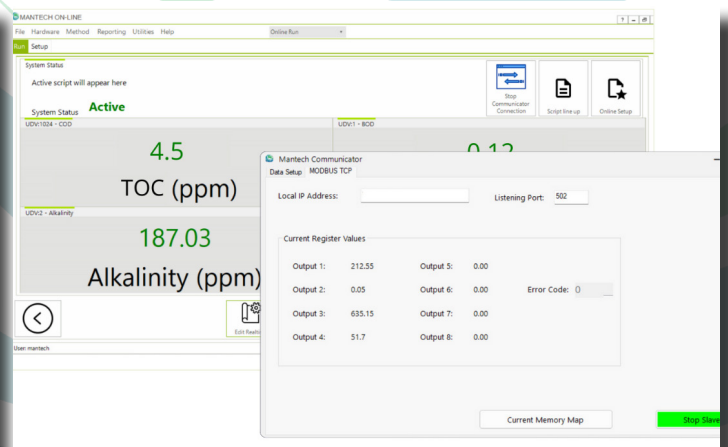 MANTECH ON-LINE
File Hardware Method Reporting Utilities Help Online Run
Run Setup
System Status
Active script will appear here
System Status Active
Stop
Communicator
Connection
Script line up
Online Setup
UDV:1024 - COD
4.5
TOC (ppm)
UDV:1 - BOD
0.12
UDV:2 - Alkalinity
187.03
Alkalinity (ppm)
User: mantech
Mantech Communicator
Data Setup MODBUS TCP
Local IP Address: Listening Port: 502
Current Register Values
Output 1: 212.55 Output 5: 0.00
Output 2: 0.05 Output 6: 0.00 Error Code: 0
Output 3: 635.15 Output 7: 0.00
Output 4: 51.7 Output 8: 0.00
Current Memory Map
Stop Slave